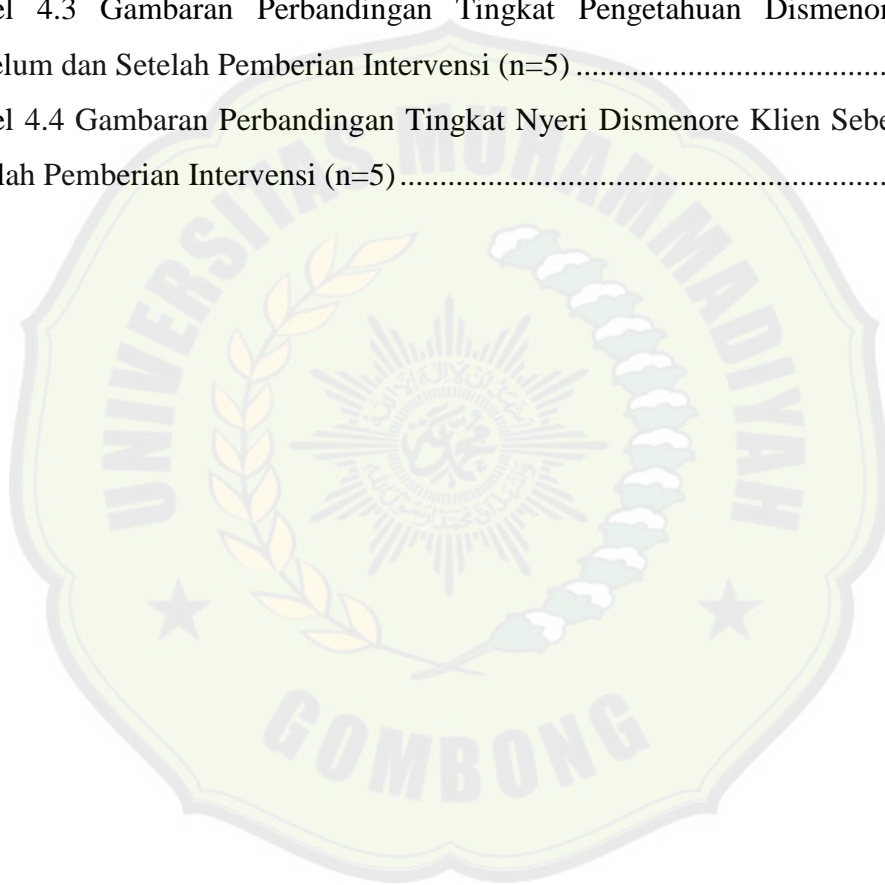 el 4.3 Gambaran Perbandingan Tingkat Pengetahuan Dismenor
elum dan Setelah Pemberian Intervensi (n=5) ....................................
el 4.4 Gambaran Perbandingan Tingkat Nyeri Dismenore Klien Sebe
lah Pemberian Intervensi (n=5) ...........................................................
UNIVERSITAS MUHAMMADIYAH
GOMBONG